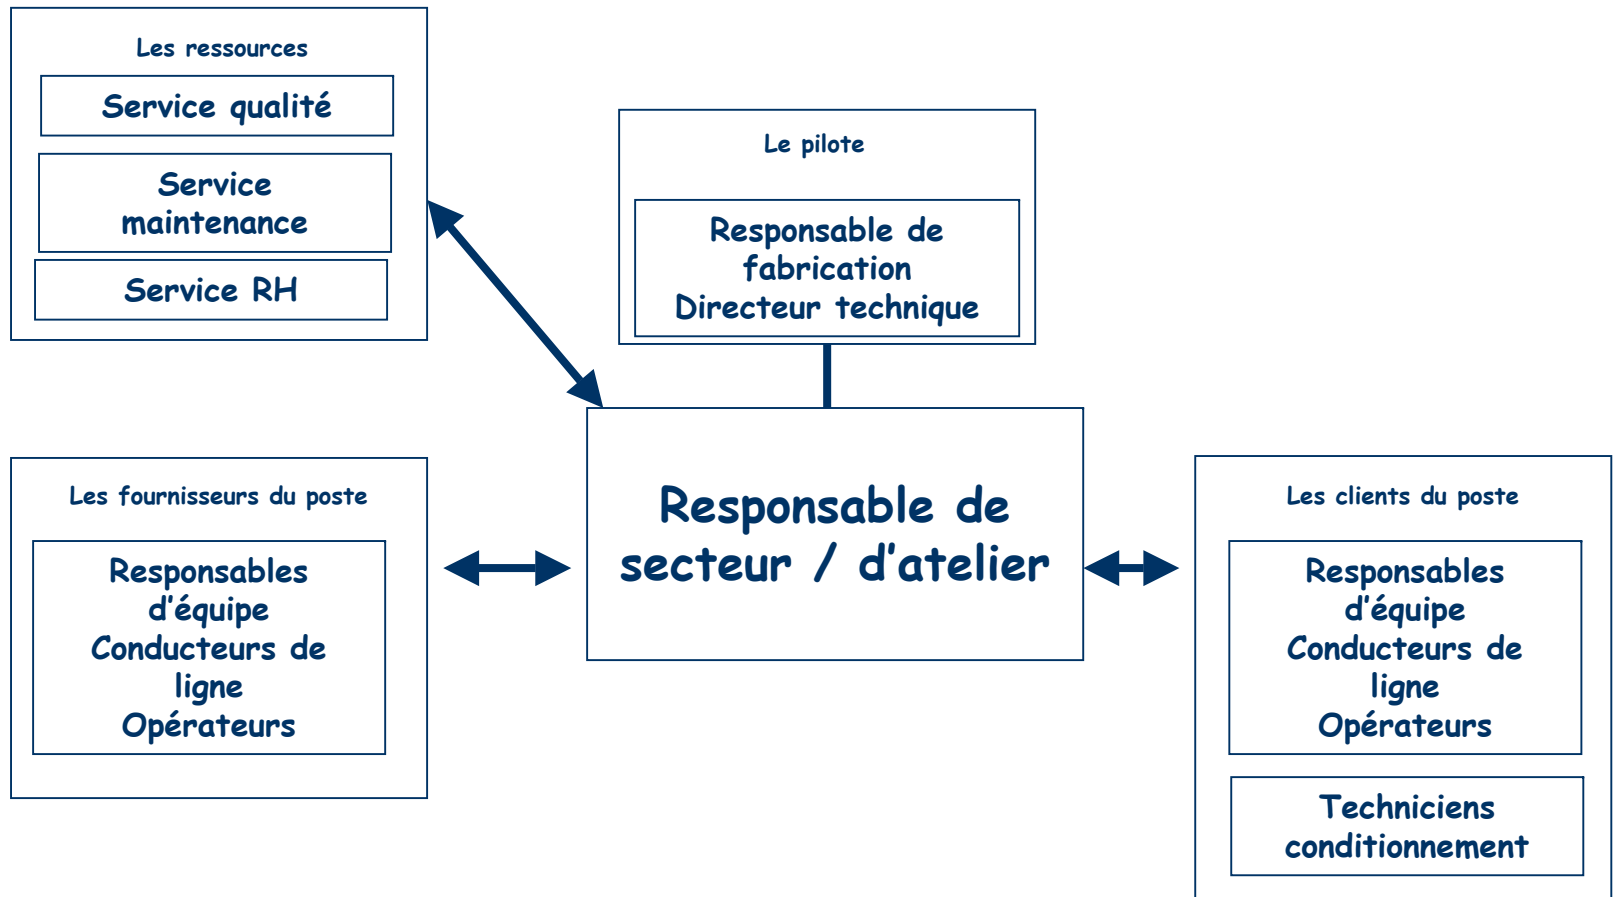 Les ressources
Service qualité
Service
maintenance
Service RH
Le pilote
Responsable de
fabrication
Directeur technique
Responsable de
secteur / d’atelier
Les fournisseurs du poste
Responsables
d’équipe
Conducteurs de
ligne
Opérateurs
Les clients du poste
Responsables
d’équipe
Conducteurs de
ligne
Opérateurs
Techniciens
conditionnement